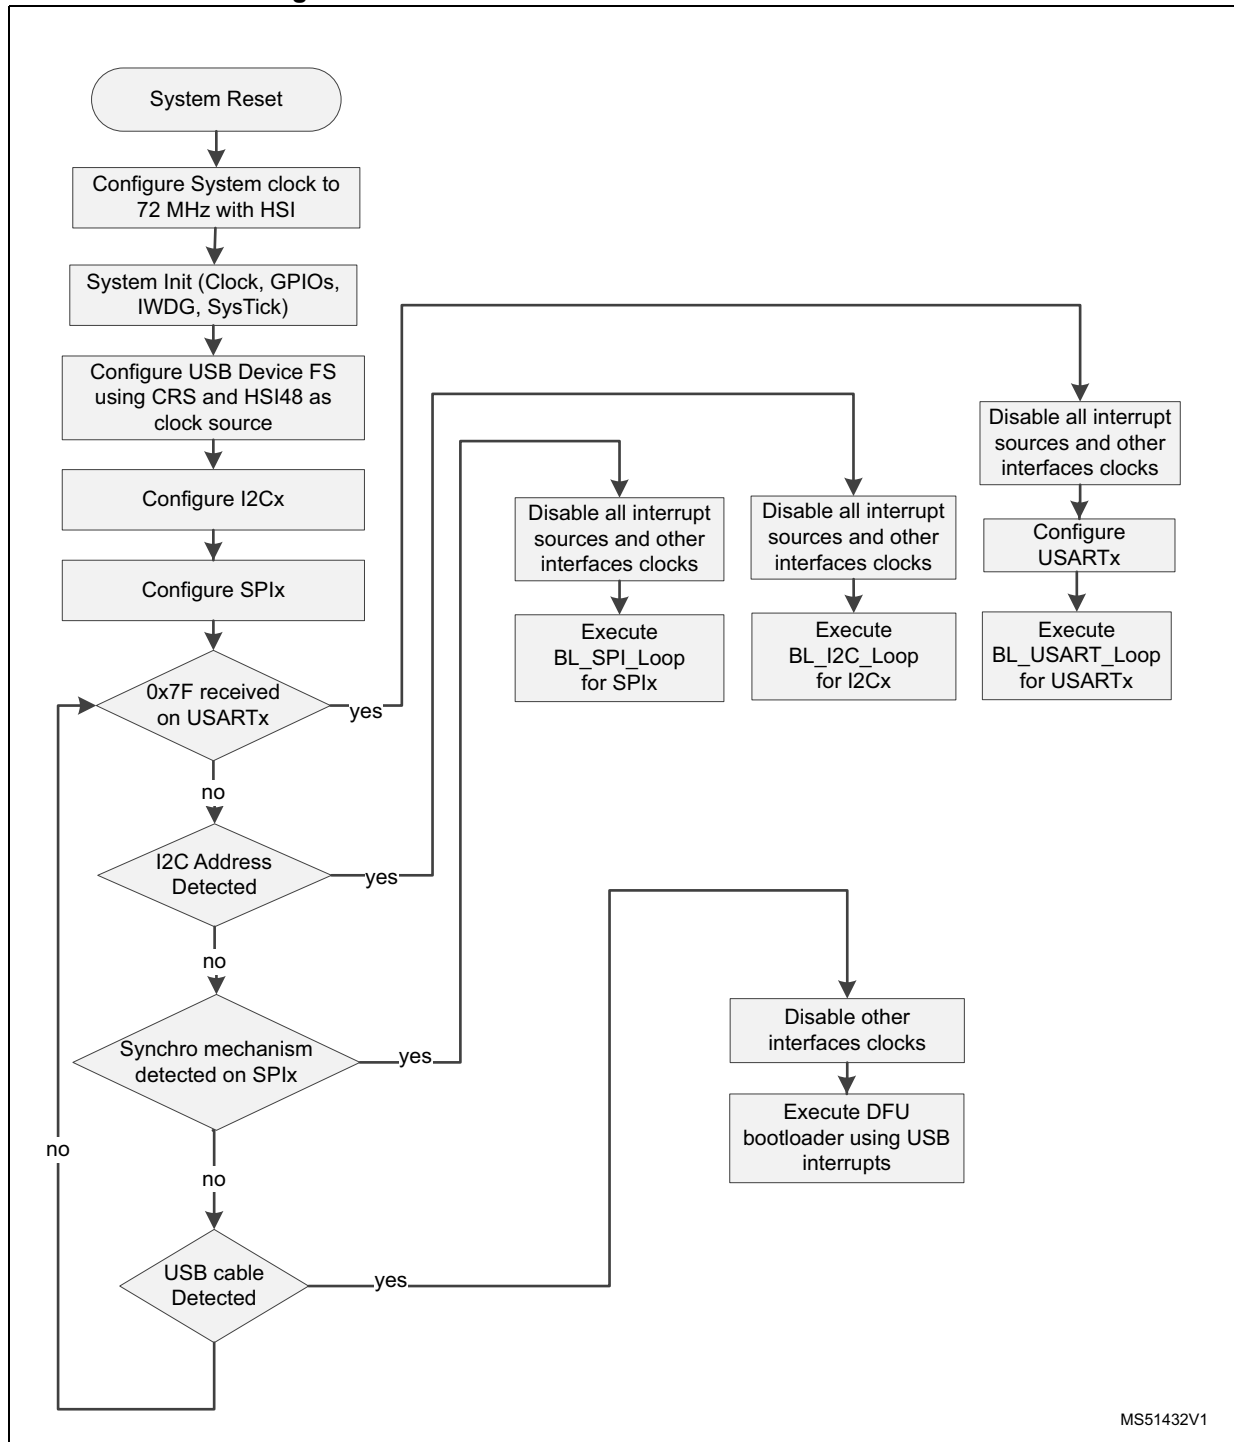 System Reset
Configure System clock to
72 MHz with HSI
System Init (Clock, GPIOs,
IWDG, SysTick)
Configure USB Device FS
using CRS and HSI48 as
clock source
Configure I2Cx
Configure SPIx
0x7F received
on USARTx
yes
no
I2C Address
Detected
yes
no
Synchro mechanism
detected on SPIx
yes
no
USB cable
Detected
yes
no
Disable all interrupt
sources and other
interfaces clocks
Execute
BL_SPI_Loop
for SPIx
Disable all interrupt
sources and other
interfaces clocks
Execute
BL_I2C_Loop
for I2Cx
Disable all interrupt
sources and other
interfaces clocks
Configure
USARTx
Execute
BL_USART_Loop
for USARTx
Disable other
interfaces clocks
Execute DFU
bootloader using USB
interrupts
MS51432V1